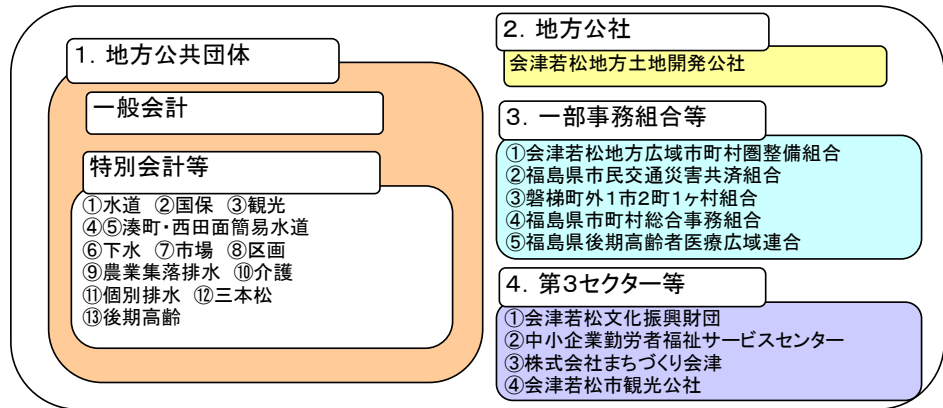 1．地方公共団体
一般会計
特別会計等
①水道 ②国保 ③観光
④⑤湊町・西田面簡易水道
⑥下水 ⑦市場 ⑧区画
⑨農業集落排水 ⑩介護
⑪個別排水 ⑫三本松
⑬後期高齢
2．地方公社
会津若松地方土地開発公社
3．一部事務組合等
①会津若松地方広域市町村圏整備組合
②福島県市民交通災害共済組合
③磐梯町外1市2町1ヶ村組合
④福島県市町村総合事務組合
⑤福島県後期高齢者医療広域連合
4．第3セクター等
①会津若松文化振興財団
②中小企業勤労者福祉サービスセンター
③株式会社まちづくり会津
④会津若松市観光公社